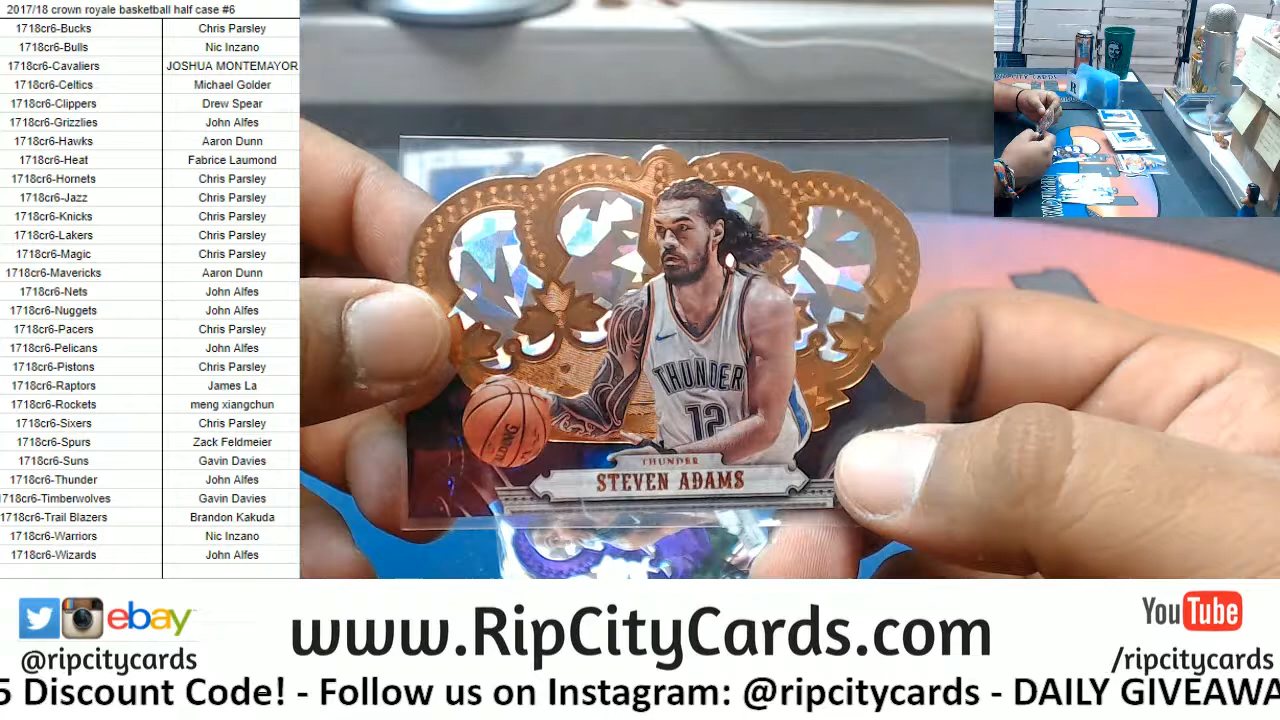 2017/18 crown royale basketball half case #6
1718cr6-Bucks Chris Parsley
1718cr6-Bulls Nic Inzano
1718cr6-Cavaliers JOSHUA MONTEMAYOR
1718cr6-Celtics Michael Golder
1718cr6-Clippers Drew Spear
1718cr6-Grizzlies John Alfes
1718cr6-Hawks Aaron Dunn
1718cr6-Heat Fabrice Laumond
1718cr6-Hornets Chris Parsley
1718cr6-Jazz Chris Parsley
1718cr6-Knicks Chris Parsley
1718cr6-Lakers Chris Parsley
1718cr6-Magic Chris Parsley
1718cr6-Mavericks Aaron Dunn
1718cr6-Nets John Alfes
1718cr6-Nuggets John Alfes
1718cr6-Pacers Chris Parsley
1718cr6-Pelicans John Alfes
1718cr6-Pistons Chris Parsley
1718cr6-Raptors James La
1718cr6-Rockets meng xiangchun
1718cr6-Sixers Chris Parsley
1718cr6-Spurs Zack Feldmeier
1718cr6-Suns Gavin Davies
1718cr6-Thunder John Alfes
1718cr6-Timberwolves Gavin Davies
1718cr6-Trail Blazers Brandon Kakuda
1718cr6-Warriors Nic Inzano
1718cr6-Wizards John Alfes
THUNDER
12
SPALDING
THUNDER
STEVEN ADAMS
ebay
@ripcitycards
www.RipCityCards.com
YouTube
/ripcitycards
5 Discount Code! - Follow us on Instagram: @ripcitycards - DAILY GIVEAWA